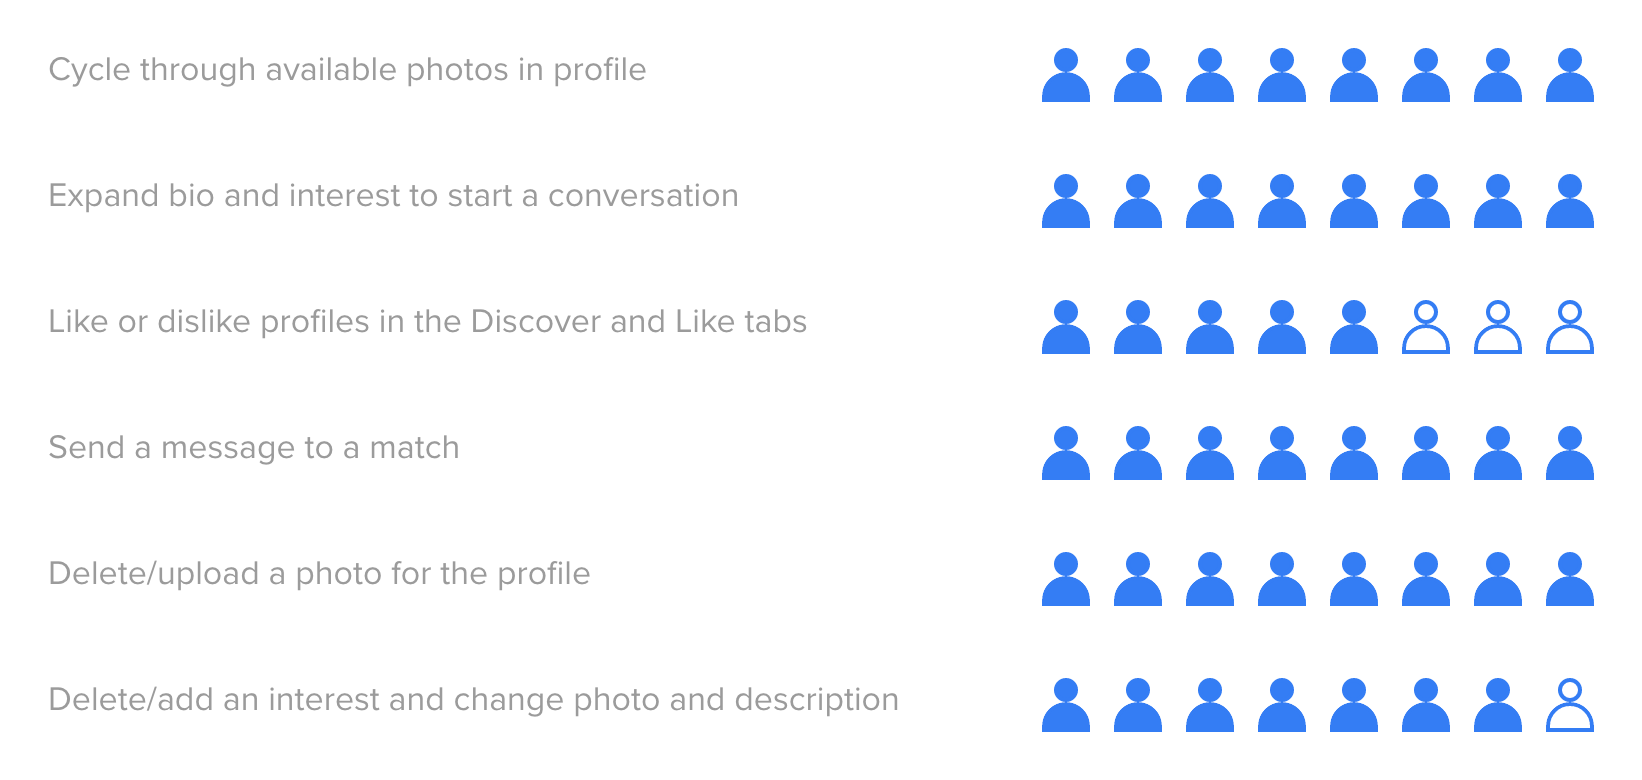 Cycle through available photos in profile
Expand bio and interest to start a conversation
Like or dislike profiles in the Discover and Like tabs
Send a message to a match
Delete/upload a photo for the profile
Delete/add an interest and change photo and description